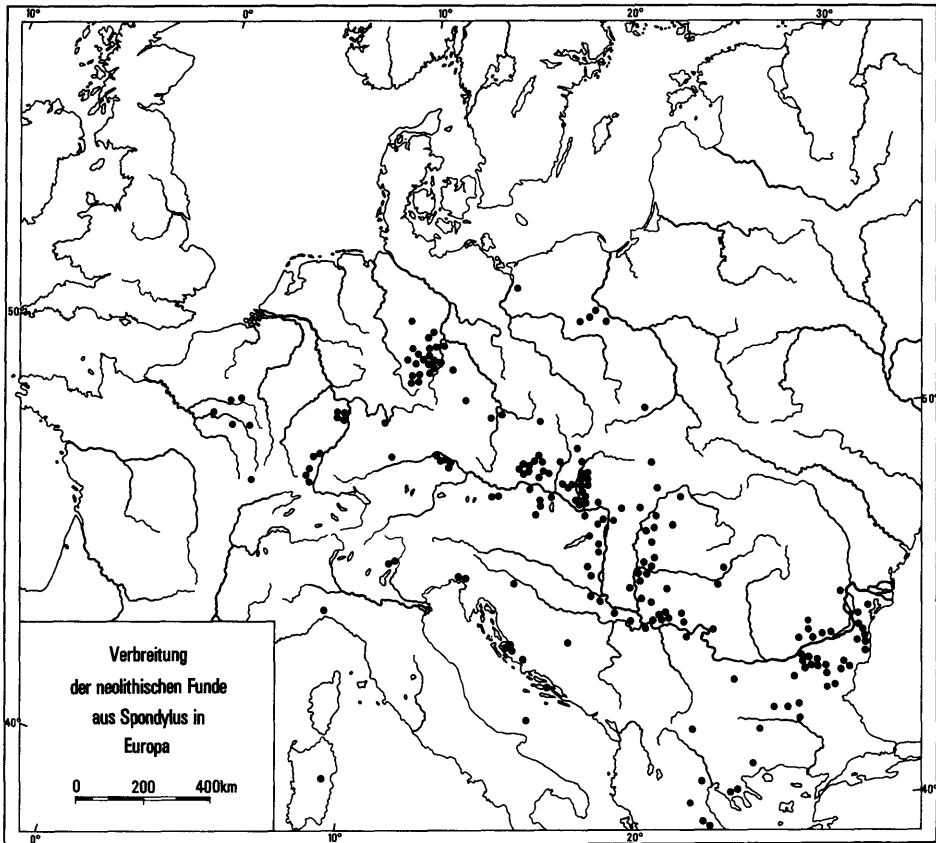 10° 0° 10° 20° 30°
50°
50°
40°
40°
Verbreitung
der neolithischen Funde
aus Spondylus in
Europa
0 200 400km
0° 10° 20°